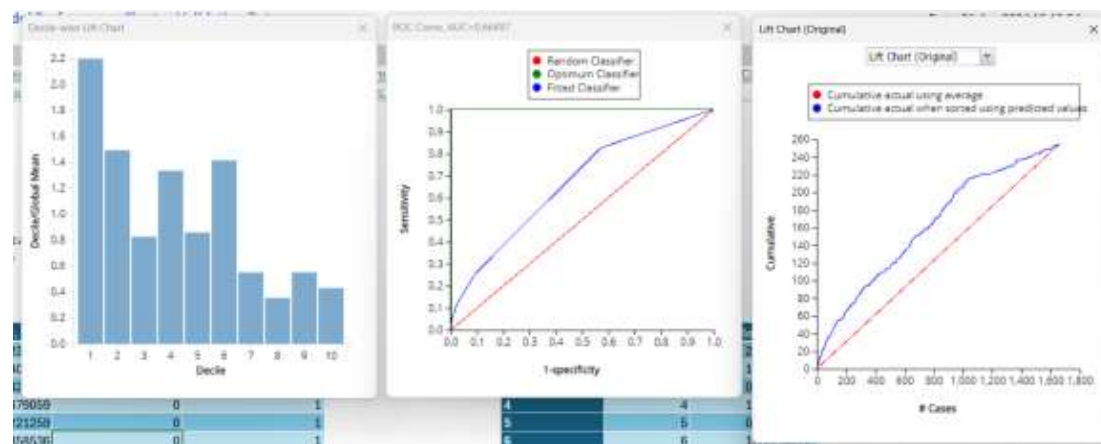 Decile-wise Lift Chart
2.2
2.0
1.8
1.6
1.4
1.2
1.0
0.8
0.6
0.4
0.2
0.0
Decile/Global Mean
1 2 3 4 5 6 7 8 9 10
Decile
Random Classifier
Optimum Classifier
Fitted Classifier
1.0
0.9
0.8
0.7
0.6
0.5
0.4
0.3
0.2
0.1
0.0
Sensitivity
0.0 0.1 0.2 0.3 0.4 0.5 0.6 0.7 0.8 0.9 1.0
1-specificity
Lift Chart (Original)
Lift Chart (Original)
Cumulative actual using average
Cumulative actual when sorted using predicted values
260
240
220
200
180
160
140
120
100
80
60
40
20
0
Cumulative
0 200 400 600 800 1,000 1,200 1,400 1,600 1,800
# Cases
479059 0 1
221259 0 1
0 1
4 4
5 5
6 6